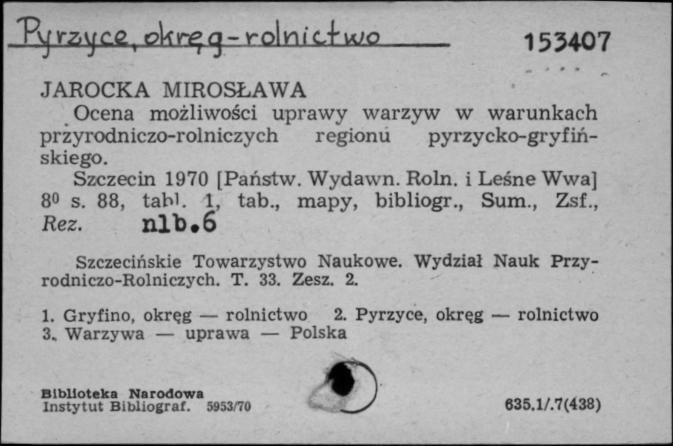 Pyrzyce, okręg-rolnictwo
153407
JAROCKA MIROSŁAWA
Ocena możliwości uprawy warzyw w warunkach
przyrodniczo-rolniczych regionu pyrzycko-gryfiń-
skiego.
Szczecin 1970 [Państw. Wydawn. Roln. i Leśne Wwa]
8⁰ s. 88, tabl. 1, tab., mapy, bibliogr., Sum., Zsf.,
Rez. nlb.6
Szczecińskie Towarzystwo Naukowe. Wydział Nauk Przy-
rodniczo-Rolniczych. T. 33. Zesz. 2.
1. Gryfino, okręg — rolnictwo 2. Pyrzyce, okręg — rolnictwo
3. Warzywa — uprawa — Polska
Biblioteka Narodowa
Instytut Bibliograf. 5953/70
635.1/.7(438)